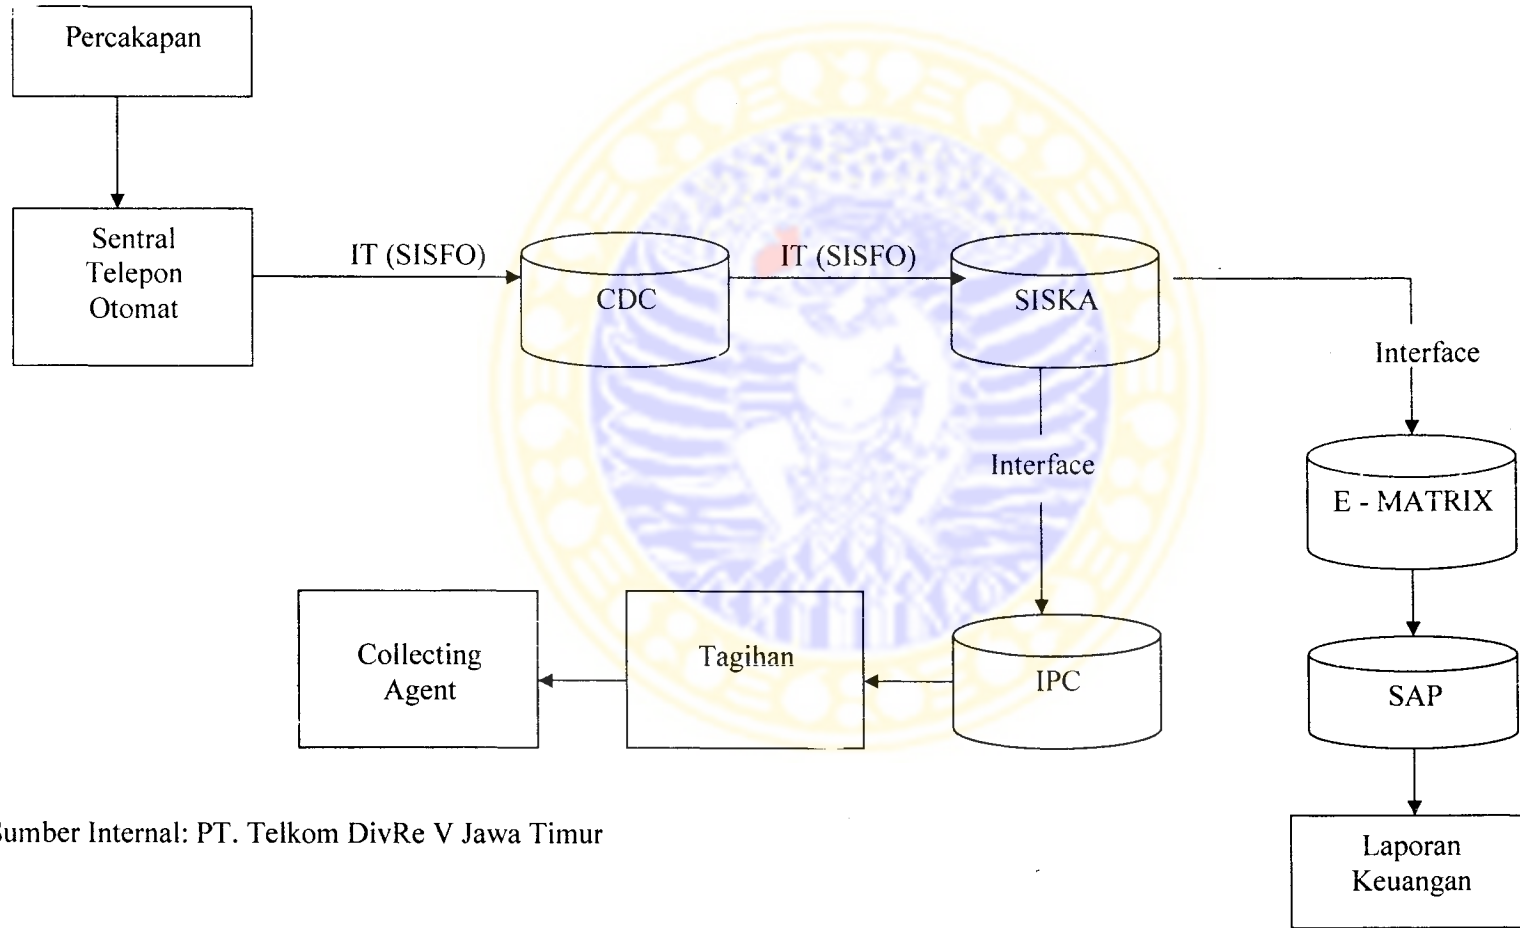 Percakapan
Sentral
Telepon
Otomat
IT (SISFO)
CDC
IT (SISFO)
SISKA
Interface
Interface
E - MATRIX
Collecting
Agent
Tagihan
IPC
SAP
Sumber Internal: PT. Telkom DivRe V Jawa Timur
Laporan
Keuangan